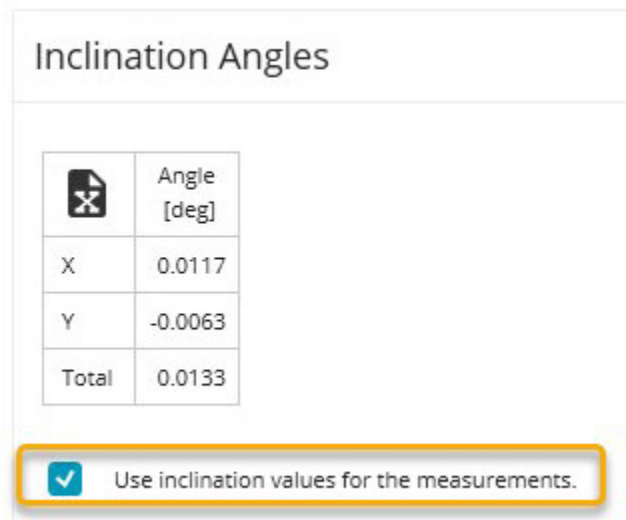 Inclination Angles
Angle
[deg]
X 0.0117
Y -0.0063
Total 0.0133
Use inclination values for the measurements.